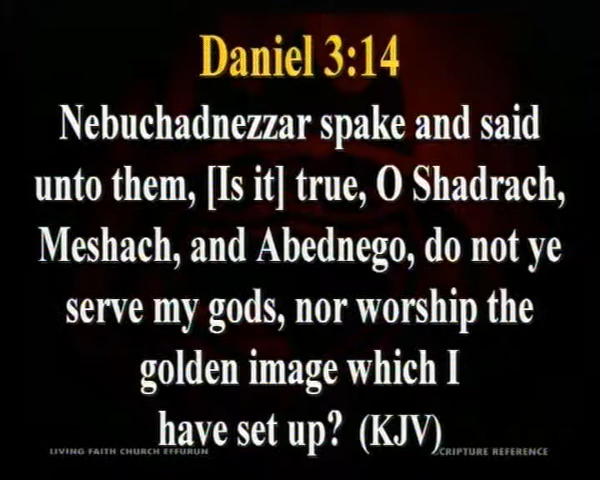 Daniel 3:14
Nebuchadnezzar spake and said
unto them, [Is it] true, O Shadrach,
Meshach, and Abednego, do not ye
serve my gods, nor worship the
golden image which I
have set up? (KJV)
LIVING FAITH CHURCH EFFURUN
CRIPTURE REFERENCE